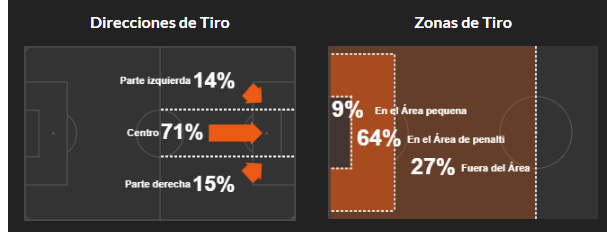 Direcciones de Tiro
Parte izquierda 14%
Centro 71%
Parte derecha 15%
Zonas de Tiro
9% En el Área pequena
64% En el Área de penalti
27% Fuera del Área